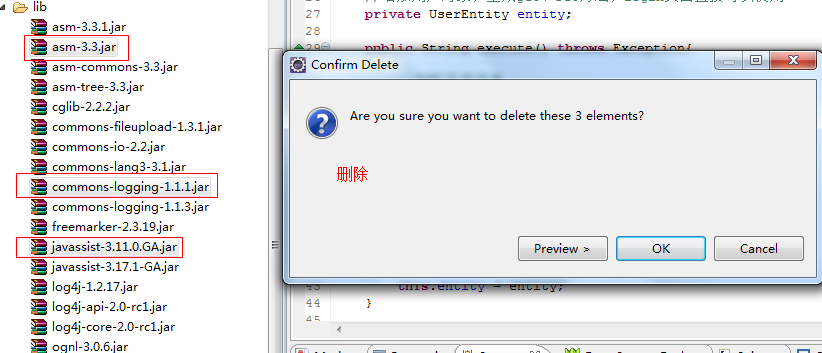 lib
asm-3.3.1.jar
asm-3.3.jar
asm-commons-3.3.jar
asm-tree-3.3.jar
cglib-2.2.2.jar
commons-fileupload-1.3.1.jar
commons-io-2.2.jar
commons-lang3-3.1.jar
commons-logging-1.1.1.jar
commons-logging-1.1.3.jar
freemarker-2.3.19.jar
javassist-3.11.0.GA.jar
javassist-3.17.1-GA.jar
log4j-1.2.17.jar
log4j-api-2.0-rc1.jar
log4j-core-2.0-rc1.jar
ognl-3.0.6.jar
27 private UserEntity entity;
28
29 public String execute() throws Exception{
Confirm Delete
Are you sure you want to delete these 3 elements?
删除
Preview >
OK
Cancel
43 this.entity = entity;
44 }
45